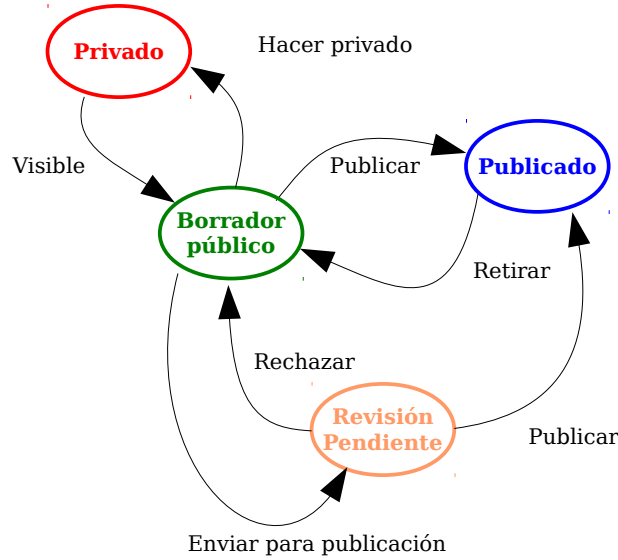 Hacer privado
Privado
Visible
Publicar
Publicado
Borrador
público
Retirar
Rechazar
Revisión
Pendiente
Publicar
Enviar para publicación